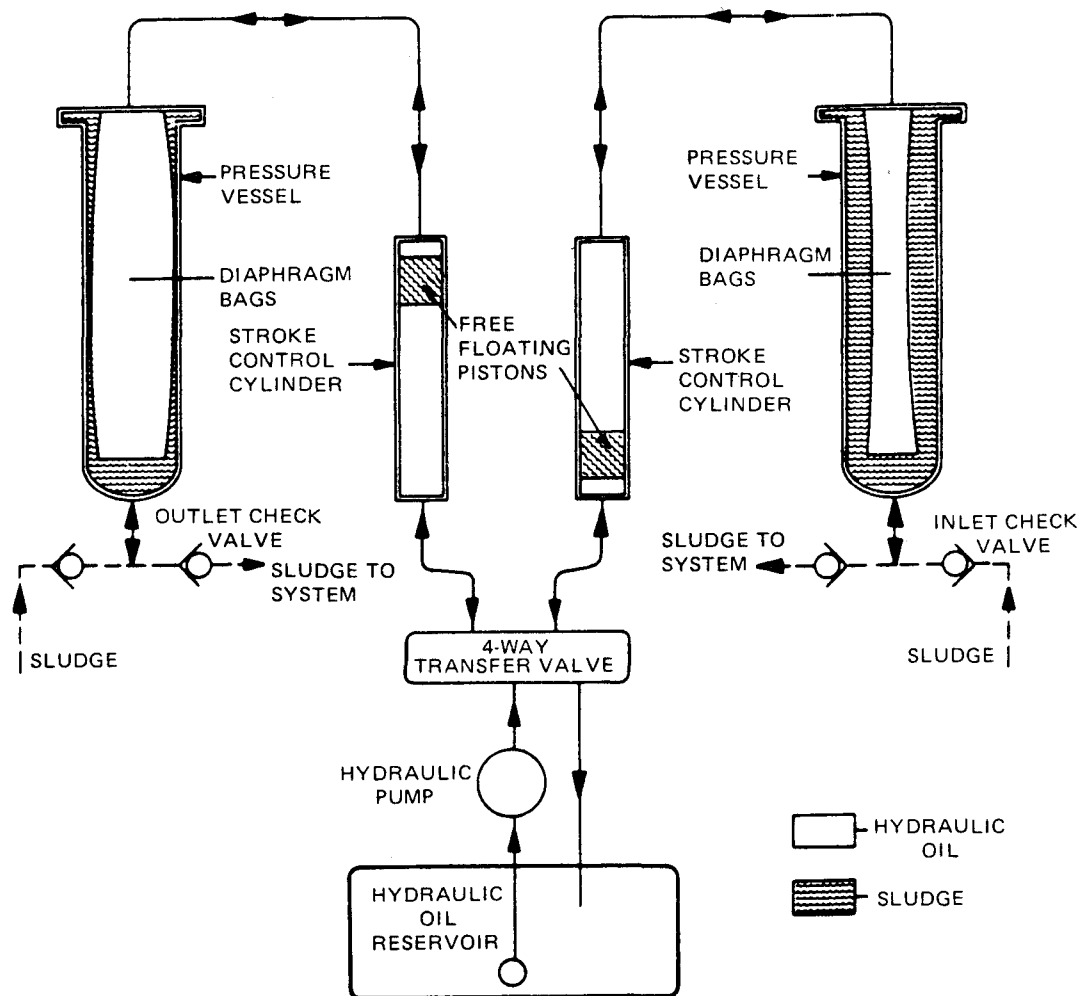 PRESSURE
VESSEL
DIAPHRAGM
BAGS
STROKE
CONTROL
CYLINDER
FREE
FLOATING
PISTONS
PRESSURE
VESSEL
DIAPHRAGM
BAGS
STROKE
CONTROL
CYLINDER
OUTLET CHECK
VALVE
SLUDGE TO
SYSTEM
SLUDGE
SLUDGE TO
SYSTEM
INLET CHECK
VALVE
SLUDGE
4-WAY
TRANSFER VALVE
HYDRAULIC
PUMP
HYDRAULIC
OIL
RESERVOIR
HYDRAULIC
OIL
SLUDGE